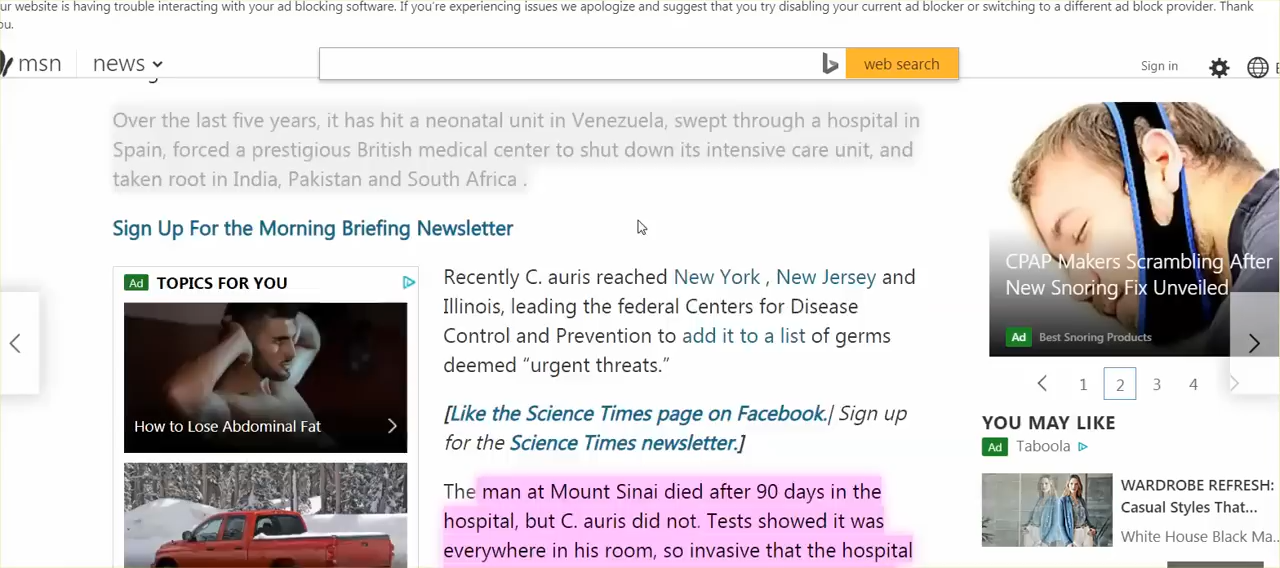 ur website is having trouble interacting with your ad blocking software. If you're experiencing issues we apologize and suggest that you try disabling your current ad blocker or switching to a different ad block provider. Thank
ou.
msn
news
web search
Sign in
Over the last five years, it has hit a neonatal unit in Venezuela, swept through a hospital in
Spain, forced a prestigious British medical center to shut down its intensive care unit, and
taken root in India, Pakistan and South Africa .
Sign Up For the Morning Briefing Newsletter
Ad TOPICS FOR YOU
How to Lose Abdominal Fat
Recently C. auris reached New York , New Jersey and
Illinois, leading the federal Centers for Disease
Control and Prevention to add it to a list of germs
deemed “urgent threats.”
[Like the Science Times page on Facebook.| Sign up
for the Science Times newsletter.]
The man at Mount Sinai died after 90 days in the
hospital, but C. auris did not. Tests showed it was
everywhere in his room, so invasive that the hospital
CPAP Makers Scrambling After
New Snoring Fix Unveiled
Ad Best Snoring Products
1 2 3 4
YOU MAY LIKE
Ad Taboola
WARDROBE REFRESH:
Casual Styles That...
White House Black Ma...